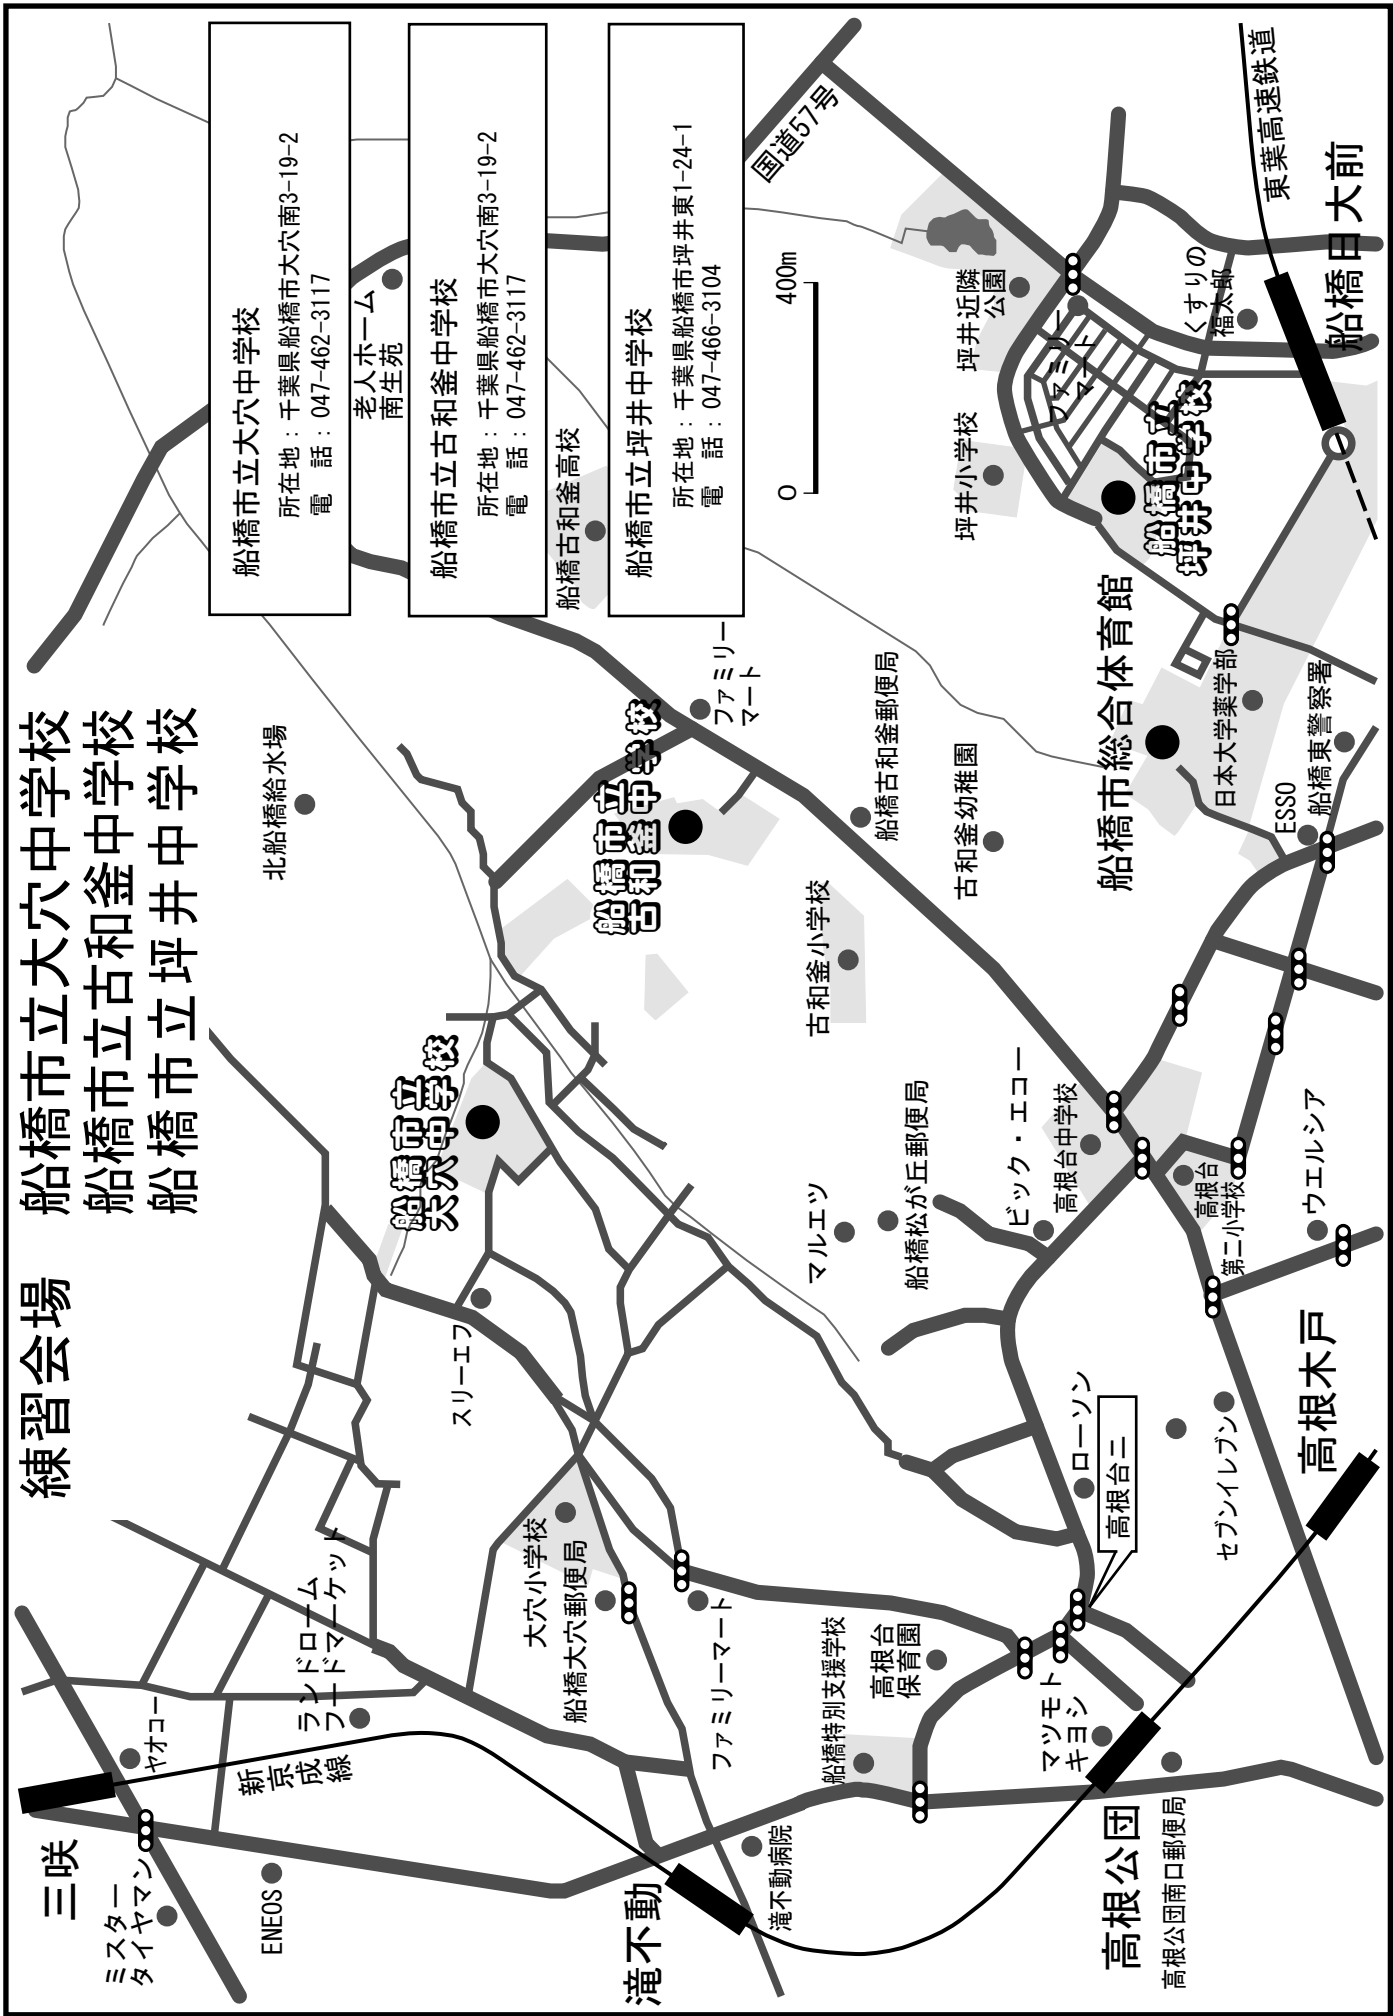 練習会場
船橋市立大穴中学校
船橋市立古和釜中学校
船橋市立坪井中学校
船橋市立大穴中学校
所在地：千葉県船橋市大穴南3-19-2
電　話：047-462-3117
船橋市立古和釜中学校
所在地：千葉県船橋市大穴南3-19-2
電　話：047-462-3117
船橋市立坪井中学校
所在地：千葉県船橋市坪井東1-24-1
電　話：047-466-3104
0
400m
国道57号
東葉高速鉄道
船橋日大前
老人ホーム
南生苑
船橋古和釜高校
坪井近隣
公園
ファミリー
マート
くすりの
福太郎
坪井小学校
船橋市立
坪井中学校
船橋市総合体育館
日本大学薬学部
船橋東警察署
ESSO
北船橋給水場
ファミリー
マート
船橋市立
古和釜中学校
船橋古和釜郵便局
古和釜幼稚園
古和釜小学校
船橋市立
大穴中学校
スリーエフ
マルエツ
船橋松が丘郵便局
ビック・エコー
高根台中学校
高根台
第二小学校
ウエルシア
高根木戸
ローソン
高根台二
セブンイレブン
大穴小学校
船橋大穴郵便局
ファミリーマート
ランドローム
フードマーケット
ヤオコー
新京成線
三咲
ミスター
タイヤマン
ENEOS
滝不動
滝不動病院
船橋特別支援学校
高根台
保育園
マツモト
キヨシ
高根公団
高根公団南口郵便局